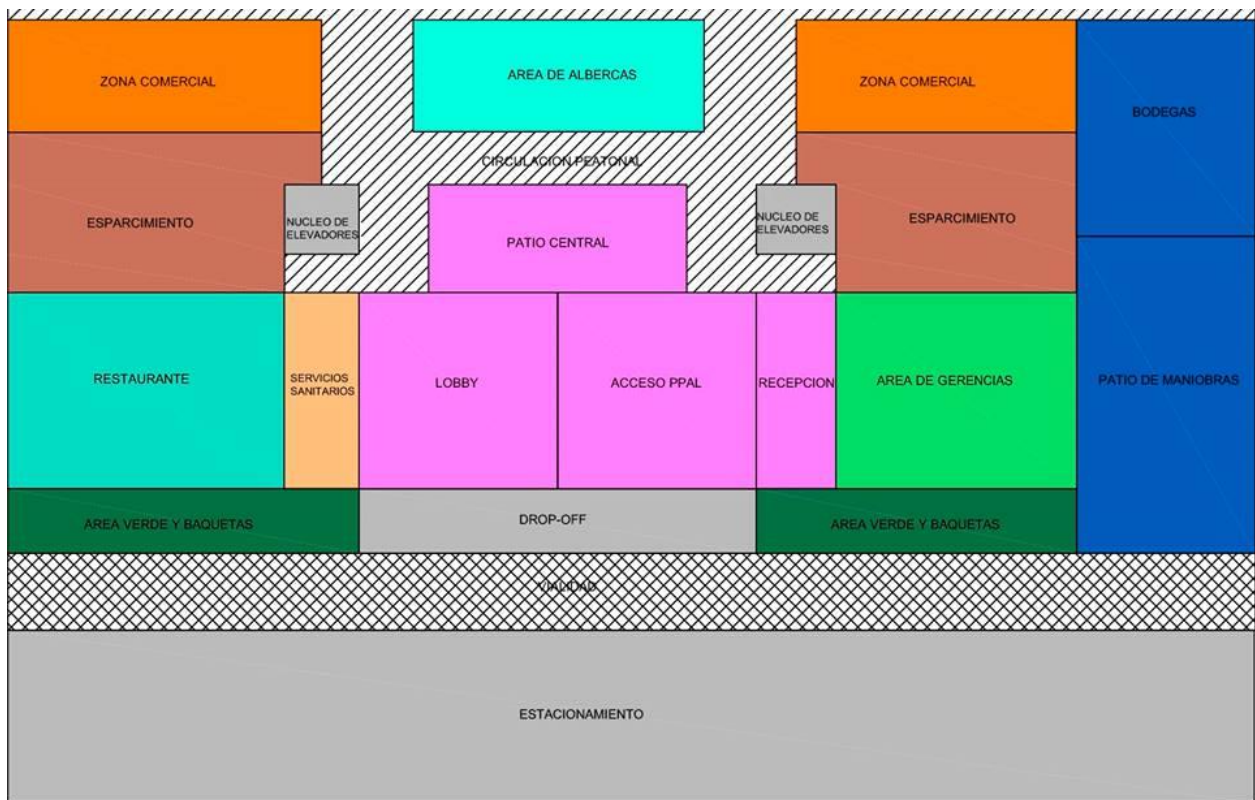 ZONA COMERCIAL
AREA DE ALBERCAS
ZONA COMERCIAL
BODEGAS
CIRCULACION PEATONAL
ESPARCIMIENTO
NUCLEO DE
ELEVADORES
PATIO CENTRAL
NUCLEO DE
ELEVADORES
ESPARCIMIENTO
RESTAURANTE
SERVICIOS
SANITARIOS
LOBBY
ACCESO PPAL
RECEPCION
AREA DE GERENCIAS
PATIO DE MANIOBRAS
AREA VERDE Y BAQUETAS
DROP-OFF
AREA VERDE Y BAQUETAS
VIALIDAD
ESTACIONAMIENTO